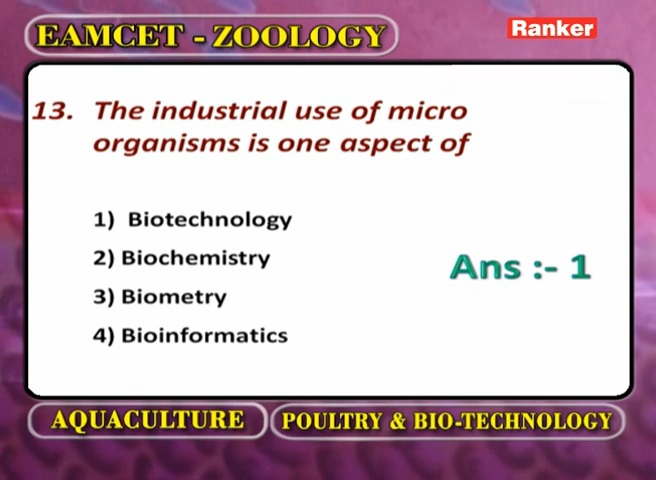 EAMCET - ZOOLOGY
Ranker
13. The industrial use of micro
organisms is one aspect of
1) Biotechnology
2) Biochemistry
3) Biometry
4) Bioinformatics
Ans :- 1
AQUACULTURE
POULTRY & BIO-TECHNOLOGY